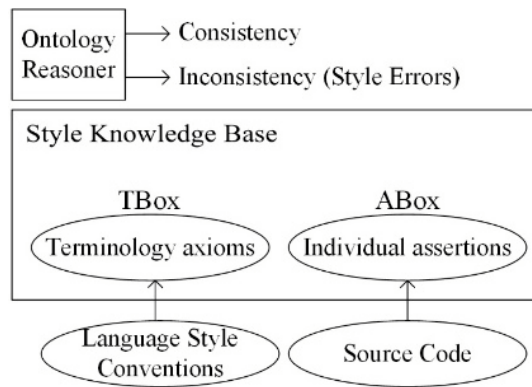 Ontology
Reasoner
Consistency
Inconsistency (Style Errors)
Style Knowledge Base
TBox
ABox
Terminology axioms
Individual assertions
Language Style
Conventions
Source Code